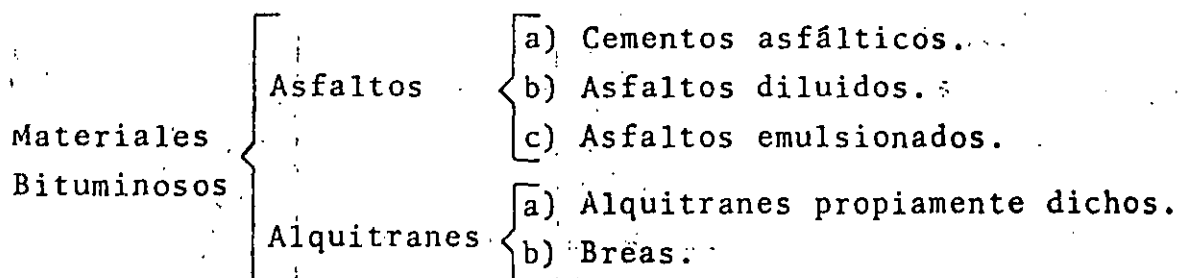 Materiales
Bituminosos
Asfaltos
a) Cementos asfálticos.
b) Asfaltos diluidos.
c) Asfaltos emulsionados.
Alquitranes
a) Alquitranes propiamente dichos.
b) Breas.